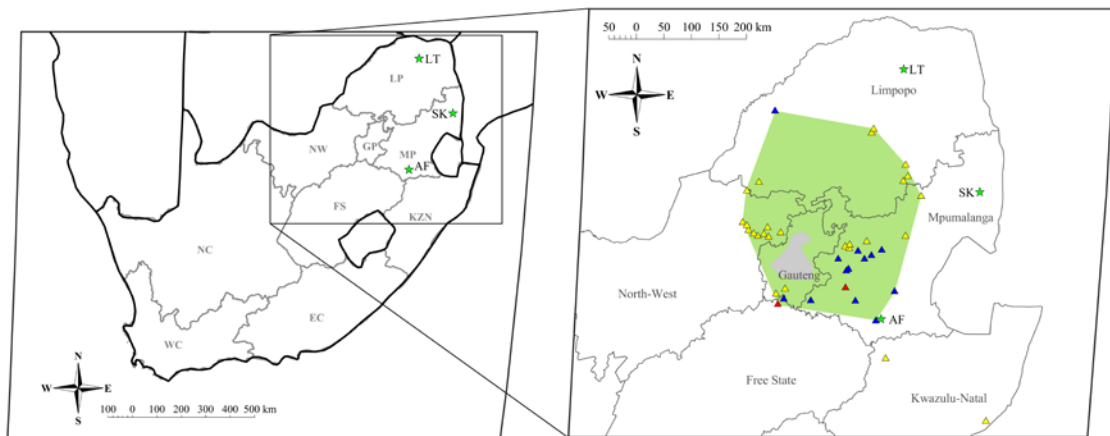 LT
LP
SK
NW
GP
MP
AF
FS
KZN
NC
EC
WC
N
W E
S
100 0 100 200 300 400 500 km
50 0 50 100 200 km
N
W E
S
LT
Limpopo
SK
Mpumalanga
Gauteng
North-West
AF
Free State
Kwazulu-Natal